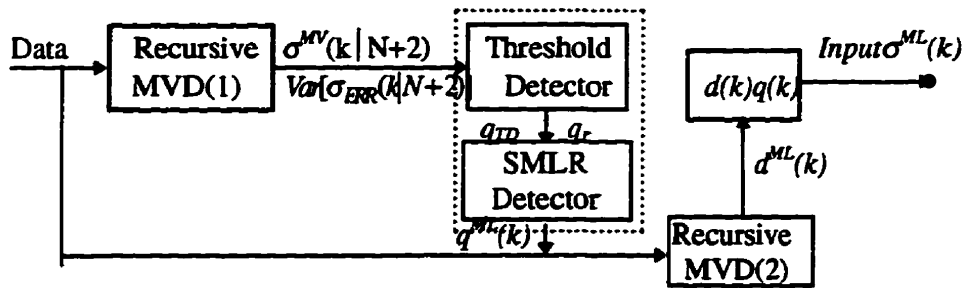 Data
Recursive
MVD(1)
σ^MV(k|N+2)
Var[σ_ERR(k|N+2)]
Threshold
Detector
q_TD q_r
SMLR
Detector
q^ML(k)
Recursive
MVD(2)
d^ML(k)
d(k)q(k)
Inputσ^ML(k)